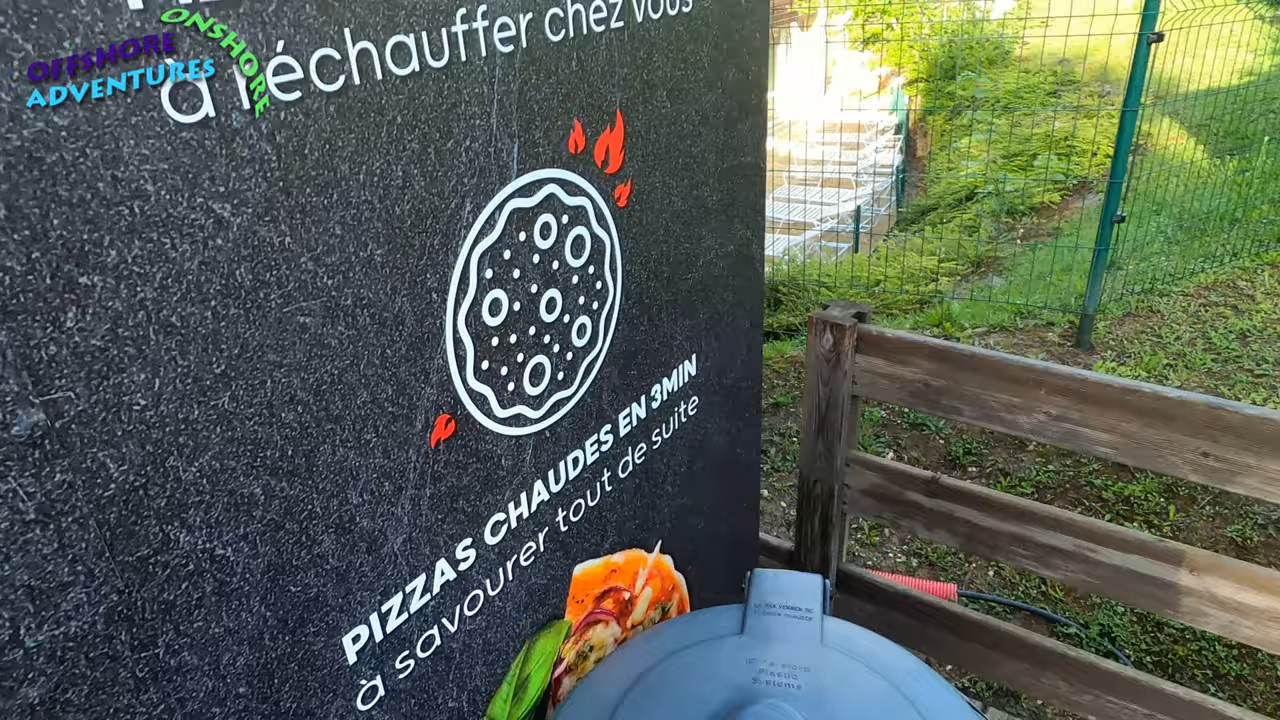 OFFSHORE
ONSHORE
ADVENTURES
à réchauffer chez vous
PIZZAS CHAUDES EN 3MIN
à savourer tout de suite